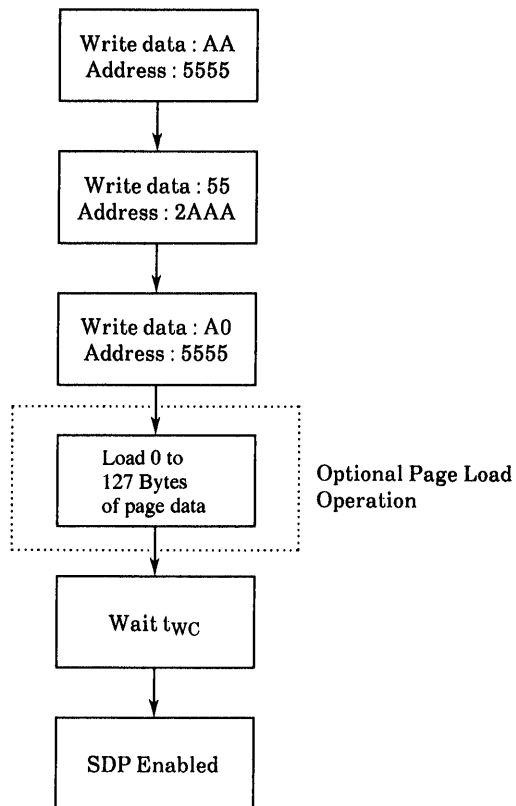 Write data : AA
Address : 5555
Write data : 55
Address : 2AAA
Write data : A0
Address : 5555
Load 0 to
127 Bytes
of page data
Optional Page Load
Operation
Wait tWC
SDP Enabled